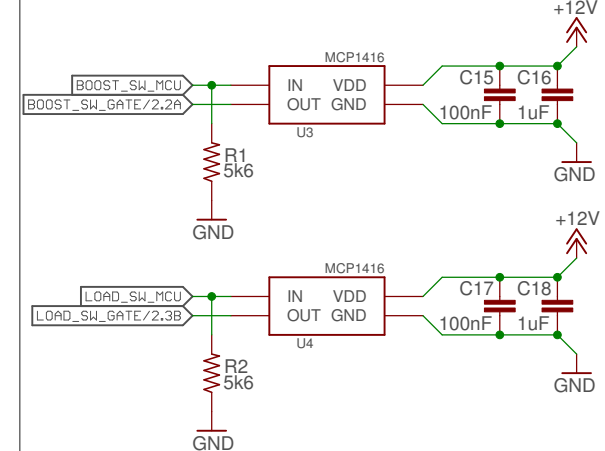 +12V
MCP1416
BOOST_SW_MCU
IN VDD
C15 C16
BOOST_SW_GATE/2.2A
OUT GND
100nF 1uF
U3
R1
5k6
GND
GND
+12V
MCP1416
LOAD_SW_MCU
IN VDD
C17 C18
LOAD_SW_GATE/2.3B
OUT GND
100nF 1uF
U4
R2
5k6
GND
GND